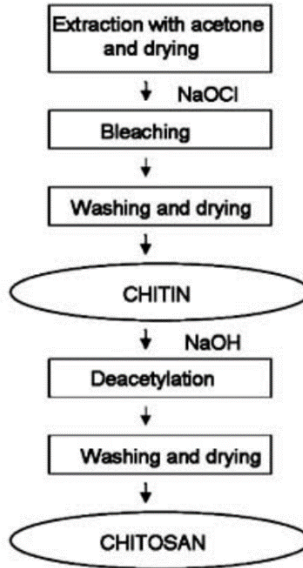 Extraction with acetone
and drying
NaOCl
Bleaching
Washing and drying
CHITIN
NaOH
Deacetylation
Washing and drying
CHITOSAN